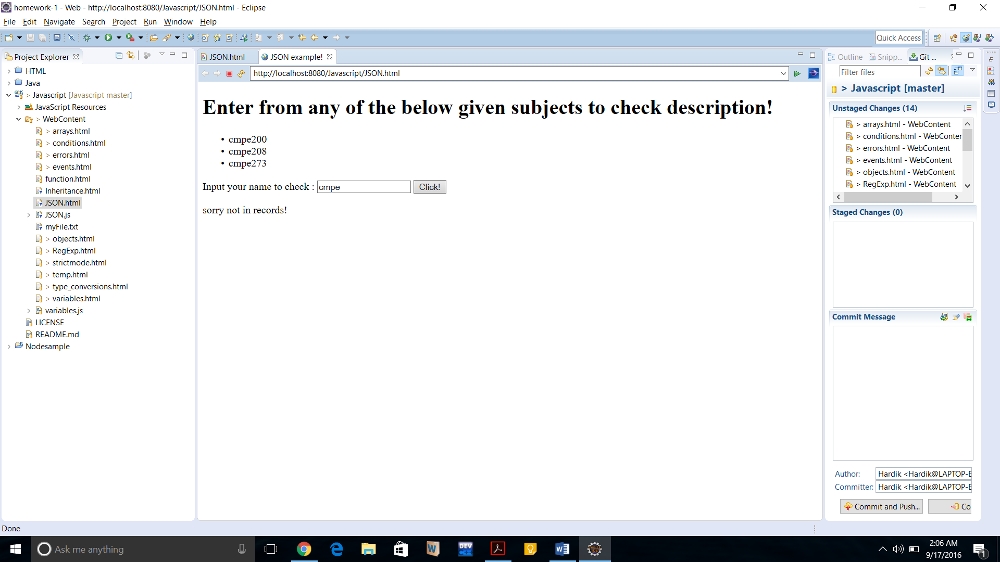 homework-1 - Web - http://localhost:8080/Javascript/JSON.html - Eclipse
File Edit Navigate Search Project Run Window Help
Quick Access
Project Explorer
HTML
Java
> Javascript [Javascript master]
JavaScript Resources
> WebContent
> arrays.html
> conditions.html
> errors.html
> events.html
function.html
Inheritance.html
JSON.html
JSON.js
myFile.txt
> objects.html
> RegExp.html
> strictmode.html
> temp.html
> type_conversions.html
> variables.html
variables.js
LICENSE
README.md
Nodesample
JSON.html
JSON example!
http://localhost:8080/Javascript/JSON.html
Enter from any of the below given subjects to check description!
• cmpe200
• cmpe208
• cmpe273
Input your name to check : cmpe Click!
sorry not in records!
Outline Snipp... Git ...
Filter files
> Javascript [master]
Unstaged Changes (14)
> arrays.html - WebContent
> conditions.html - WebConter
> errors.html - WebContent
> events.html - WebContent
> objects.html - WebContent
> RegExp.html - WebContent
Staged Changes (0)
Commit Message
Author: Hardik <Hardik@LAPTOP-E
Committer: Hardik <Hardik@LAPTOP-E
Commit and Push... Co
Done
Ask me anything
DEV
2:06 AM
9/17/2016
1